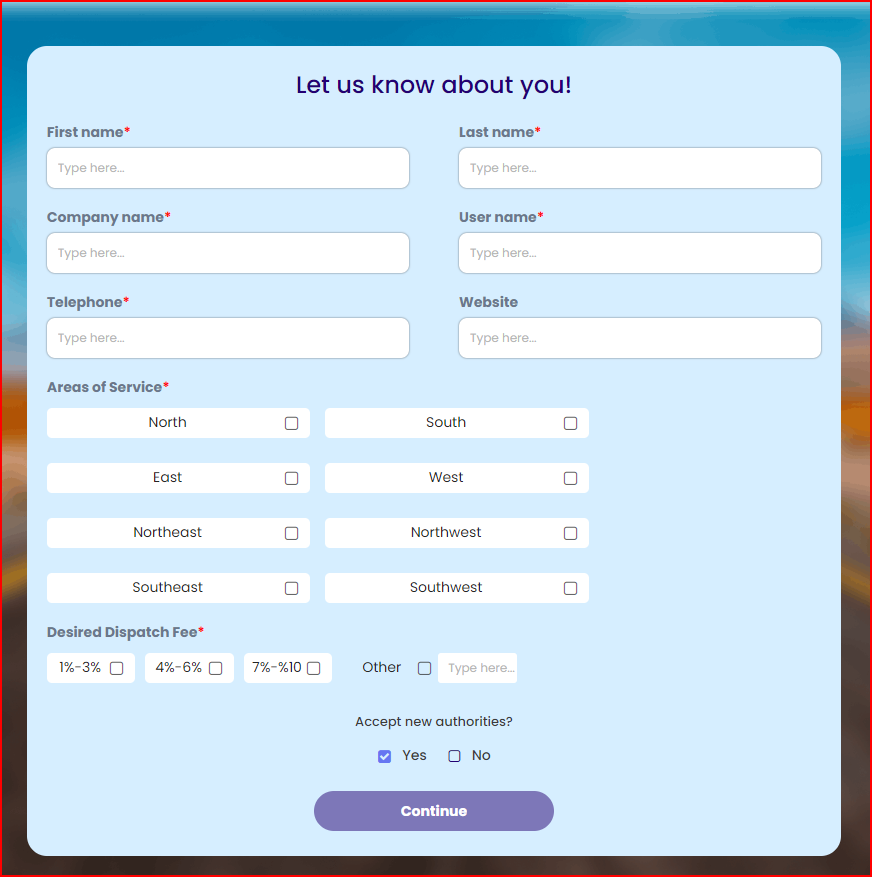 Let us know about you!
First name* Last name*
Type here... Type here...
Company name* User name*
Type here... Type here...
Telephone* Website
Type here... Type here...
Areas of Service*
North South
East West
Northeast Northwest
Southeast Southwest
Desired Dispatch Fee*
1%-3% 4%-6% 7%-%10 Other Type here...
Accept new authorities?
Yes No
Continue